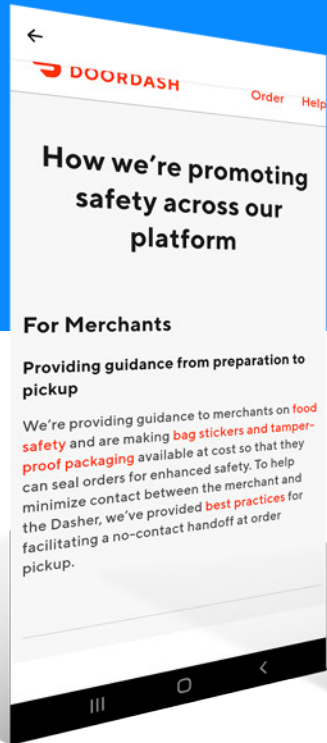 DOORDASH
Order Help
How we're promoting
safety across our
platform
For Merchants
Providing guidance from preparation to
pickup
We're providing guidance to merchants on food
safety and are making bag stickers and tamper-
proof packaging available at cost so that they
can seal orders for enhanced safety. To help
minimize contact between the merchant and
the Dasher, we've provided best practices for
facilitating a no-contact handoff at order
pickup.